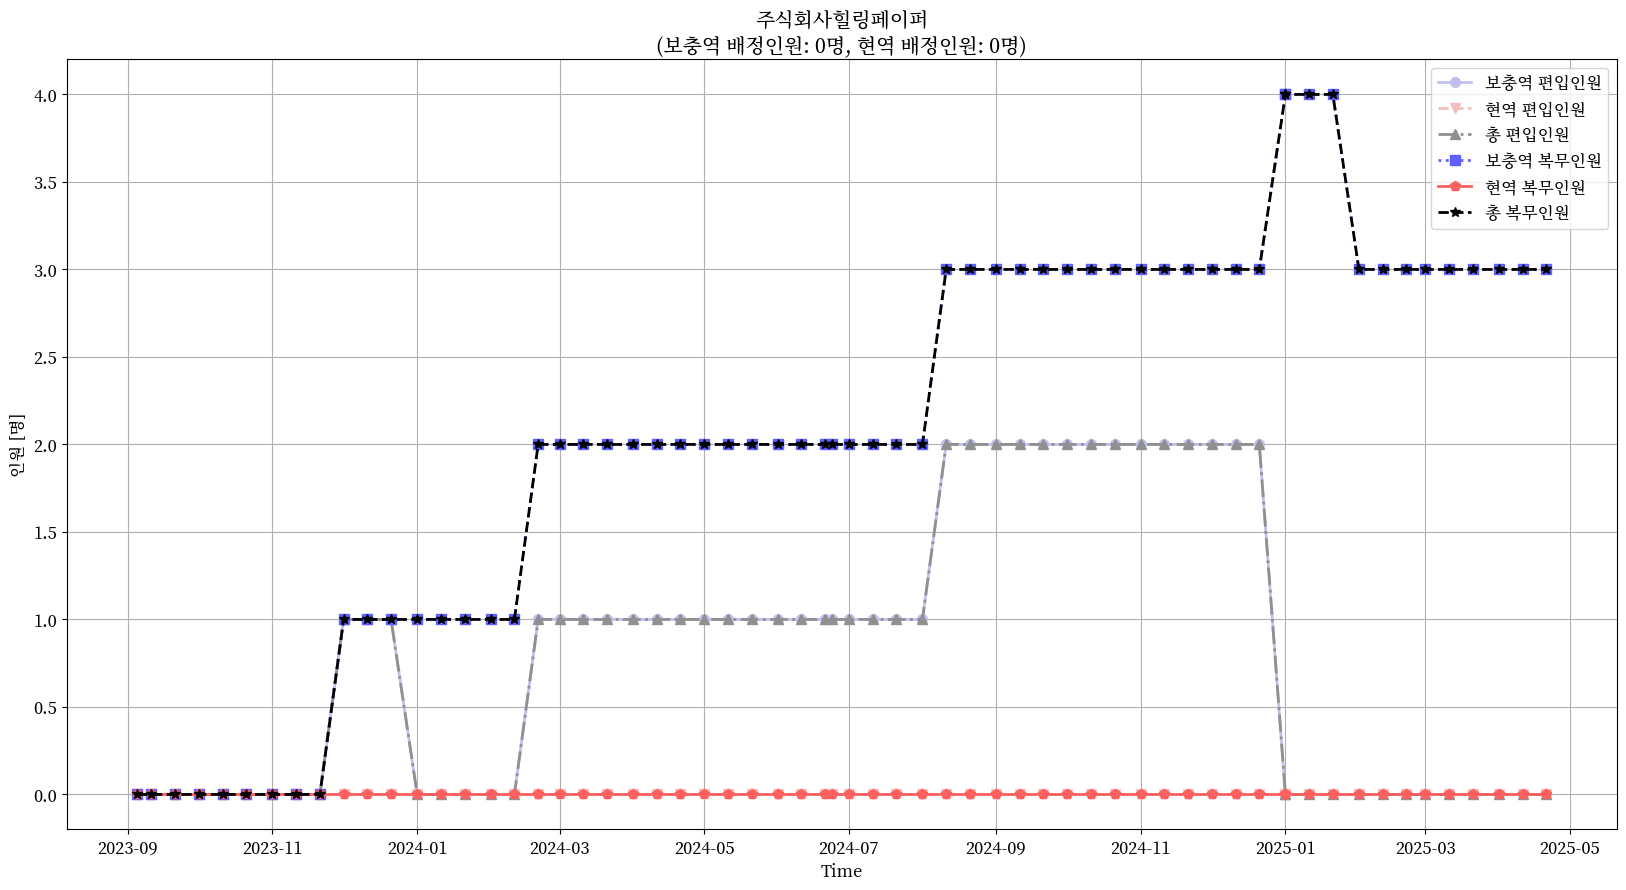 주식회사힐링페이퍼
(보충역 배정인원: 0명, 현역 배정인원: 0명)
보충역 편입인원
현역 편입인원
총 편입인원
보충역 복무인원
현역 복무인원
총 복무인원
인원 [명]
4.0
3.5
3.0
2.5
2.0
1.5
1.0
0.5
0.0
2023-09 2023-11 2024-01 2024-03 2024-05 2024-07 2024-09 2024-11 2025-01 2025-03 2025-05
Time